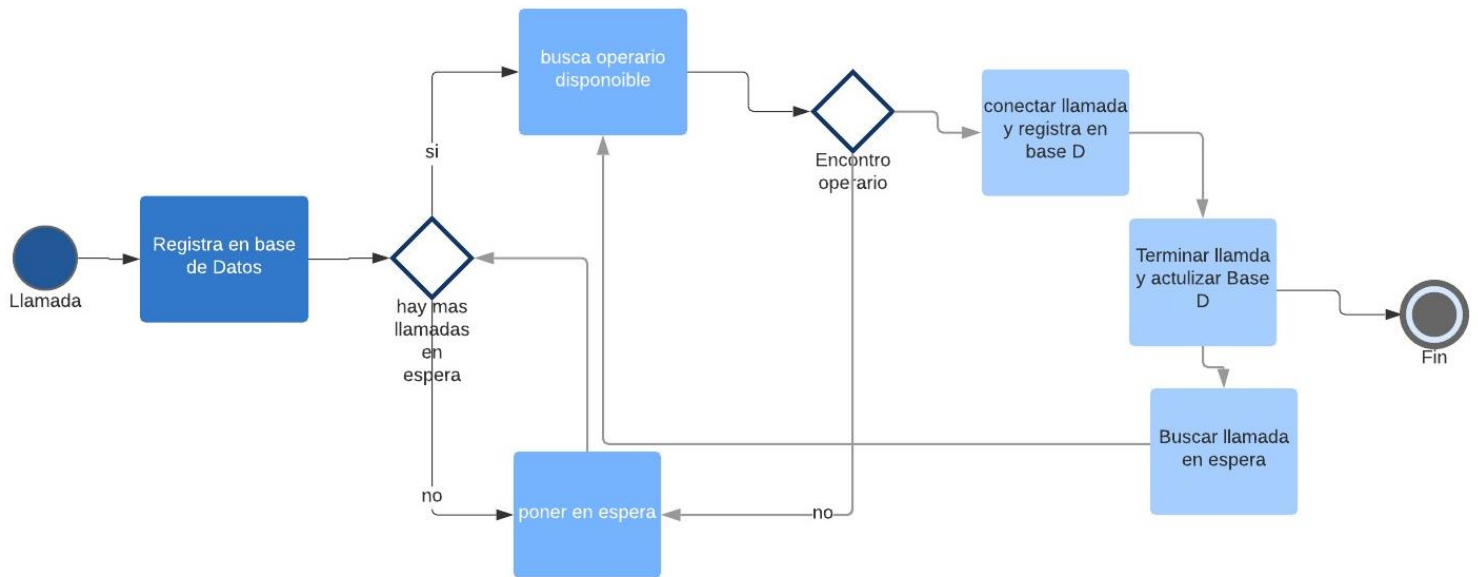 Llamada
Registra en base
de Datos
si
hay mas
llamadas
en
espera
no
busca operario
disponoible
poner en espera
Encontro
operario
no
conectar llamada
y registra en
base D
Terminar llamda
y actulizar Base
D
Buscar llamada
en espera
Fin